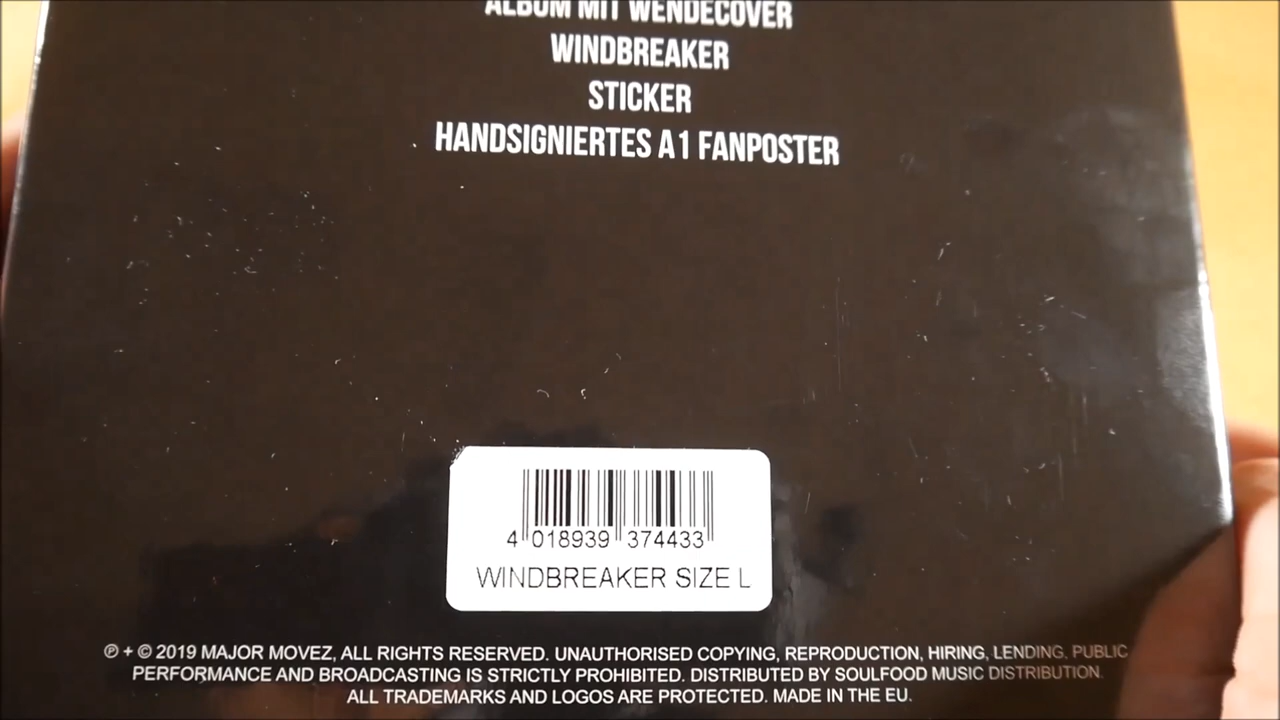 ALBUM MIT WENDECOVER
WINDBREAKER
STICKER
HANDSIGNIERTES A1 FANPOSTER
4 018939 374433
WINDBREAKER SIZE L
℗ + © 2019 MAJOR MOVEZ, ALL RIGHTS RESERVED. UNAUTHORISED COPYING, REPRODUCTION, HIRING, LENDING, PUBLIC
PERFORMANCE AND BROADCASTING IS STRICTLY PROHIBITED. DISTRIBUTED BY SOULFOOD MUSIC DISTRIBUTION.
ALL TRADEMARKS AND LOGOS ARE PROTECTED. MADE IN THE EU.